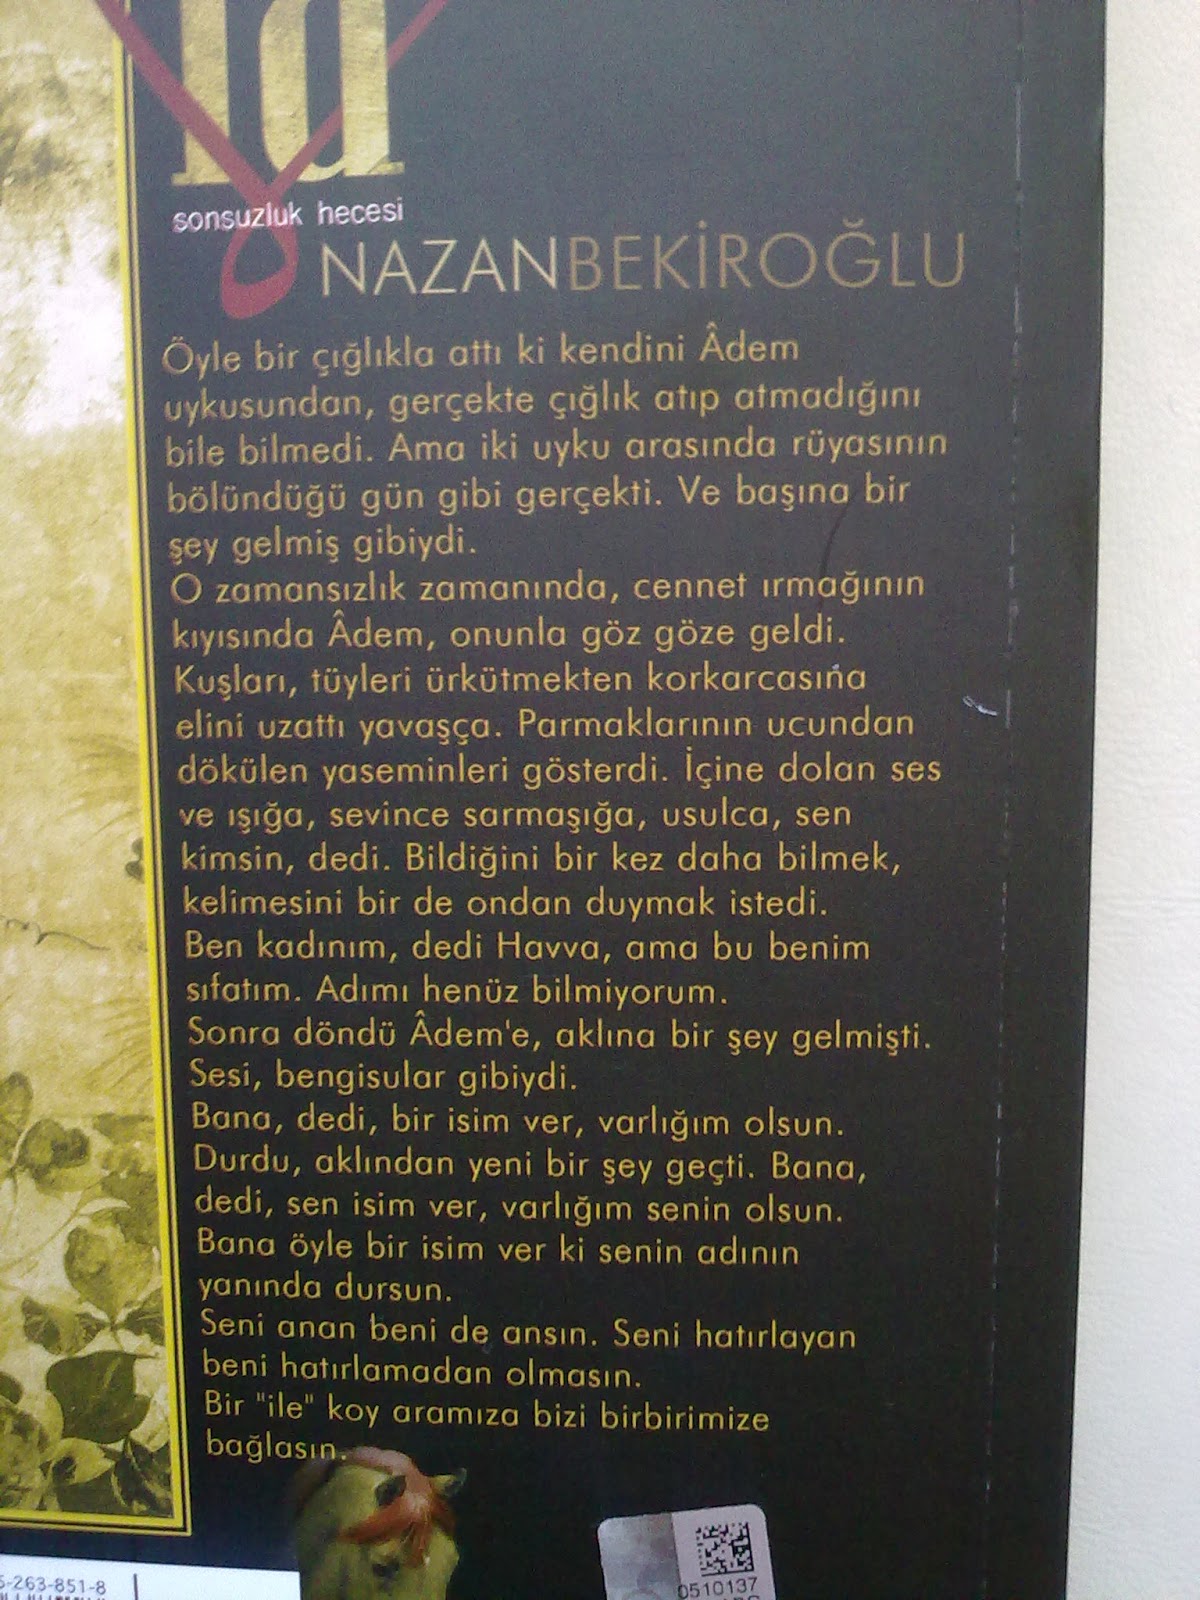 la
sonsuzluk hecesi
NAZANBEKİROĞLU
Öyle bir çığlıkla attı ki kendini Âdem
uykusundan, gerçekte çığlık atıp atmadığını
bile bilmedi. Ama iki uyku arasında rüyasının
bölündüğü gün gibi gerçekti. Ve başına bir
şey gelmiş gibiydi.
O zamansızlık zamanında, cennet ırmağının
kıyısında Âdem, onunla göz göze geldi.
Kuşları, tüyleri ürkütmekten korkarcasına
elini uzattı yavaşça. Parmaklarının ucundan
dökülen yaseminleri gösterdi. İçine dolan ses
ve ışığa, sevince sarmaşığa, usulca, sen
kimsin, dedi. Bildiğini bir kez daha bilmek,
kelimesini bir de ondan duymak istedi.
Ben kadınım, dedi Havva, ama bu benim
sıfatım. Adımı henüz bilmiyorum.
Sonra döndü Âdem'e, aklına bir şey gelmişti.
Sesi, bengisular gibiydi.
Bana, dedi, bir isim ver, varlığım olsun.
Durdu, aklından yeni bir şey geçti. Bana,
dedi, sen isim ver, varlığım senin olsun.
Bana öyle bir isim ver ki senin adının
yanında dursun.
Seni anan beni de ansın. Seni hatırlayan
beni hatırlamadan olmasın.
Bir "ile" koy aramıza bizi birbirimize
bağlasın.
-263-851-8
0510137